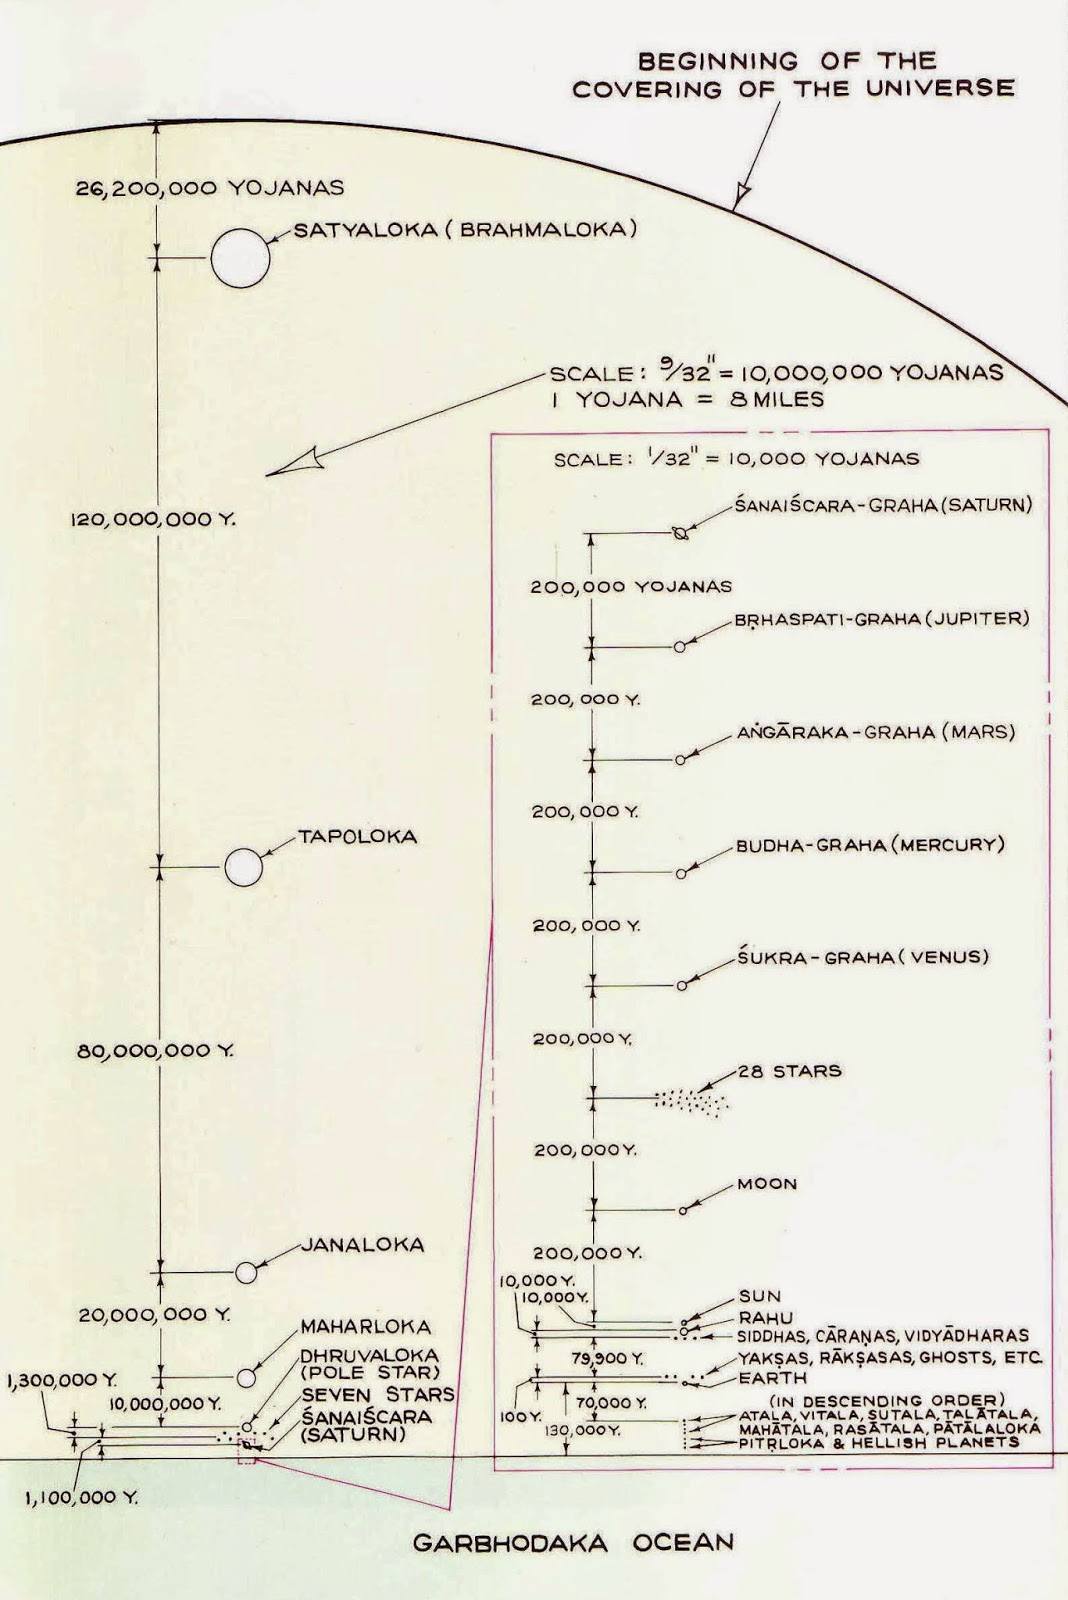 BEGINNING OF THE
COVERING OF THE UNIVERSE
26,200,000 YOJANAS
SATYALOKA (BRAHMALOKA)
SCALE: 9/32" = 10,000,000 YOJANAS
1 YOJANA = 8 MILES
120,000,000 Y.
TAPOLOKA
80,000,000 Y.
JANALOKA
20,000,000 Y.
MAHARLOKA
DHRUVALOKA
(POLE STAR)
1,300,000 Y.
10,000,000 Y.
SEVEN STARS
ŚANAIŚCARA
(SATURN)
1,100,000 Y.
SCALE: 1/32" = 10,000 YOJANAS
ŚANAIŚCARA-GRAHA (SATURN)
200,000 YOJANAS
BṚHASPATI-GRAHA (JUPITER)
200,000 Y.
AṄGĀRAKA-GRAHA (MARS)
200,000 Y.
BUDHA-GRAHA (MERCURY)
200,000 Y.
ŚUKRA-GRAHA (VENUS)
200,000 Y.
28 STARS
200,000 Y.
MOON
200,000 Y.
10,000 Y.
10,000 Y.
SUN
RAHU
SIDDHAS, CĀRAṆAS, VIDYĀDHARAS
79,900 Y.
YAKṢAS, RĀKṢASAS, GHOSTS, ETC.
EARTH
100 Y.
70,000 Y.
(IN DESCENDING ORDER)
ATALA, VITALA, SUTALA, TALĀTALA,
130,000 Y.
MAHĀTALA, RASĀTALA, PĀTĀLALOKA
PITṚLOKA & HELLISH PLANETS
GARBHODAKA OCEAN